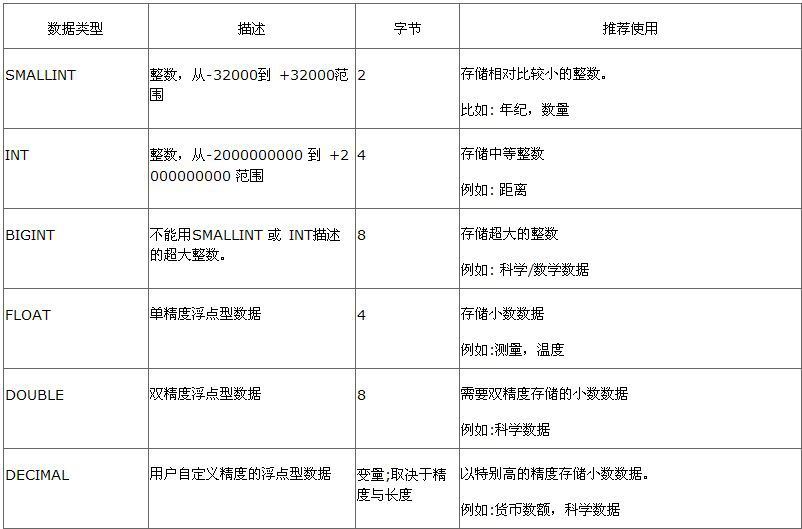 数据类型 描述 字节 推荐使用
SMALLINT 整数，从-32000到 +32000范 2 存储相对比较小的整数。
围
比如: 年纪，数量
INT 整数，从-2000000000 到 +2 4 存储中等整数
000000000 范围
例如: 距离
BIGINT 不能用SMALLINT 或 INT描述 8 存储超大的整数
的超大整数。
例如: 科学/数学数据
FLOAT 单精度浮点型数据 4 存储小数数据
例如:测量，温度
DOUBLE 双精度浮点型数据 8 需要双精度存储的小数数据
例如:科学数据
DECIMAL 用户自定义精度的浮点型数据 变量;取决于精 以特别高的精度存储小数数据。
度与长度
例如:货币数额，科学数据